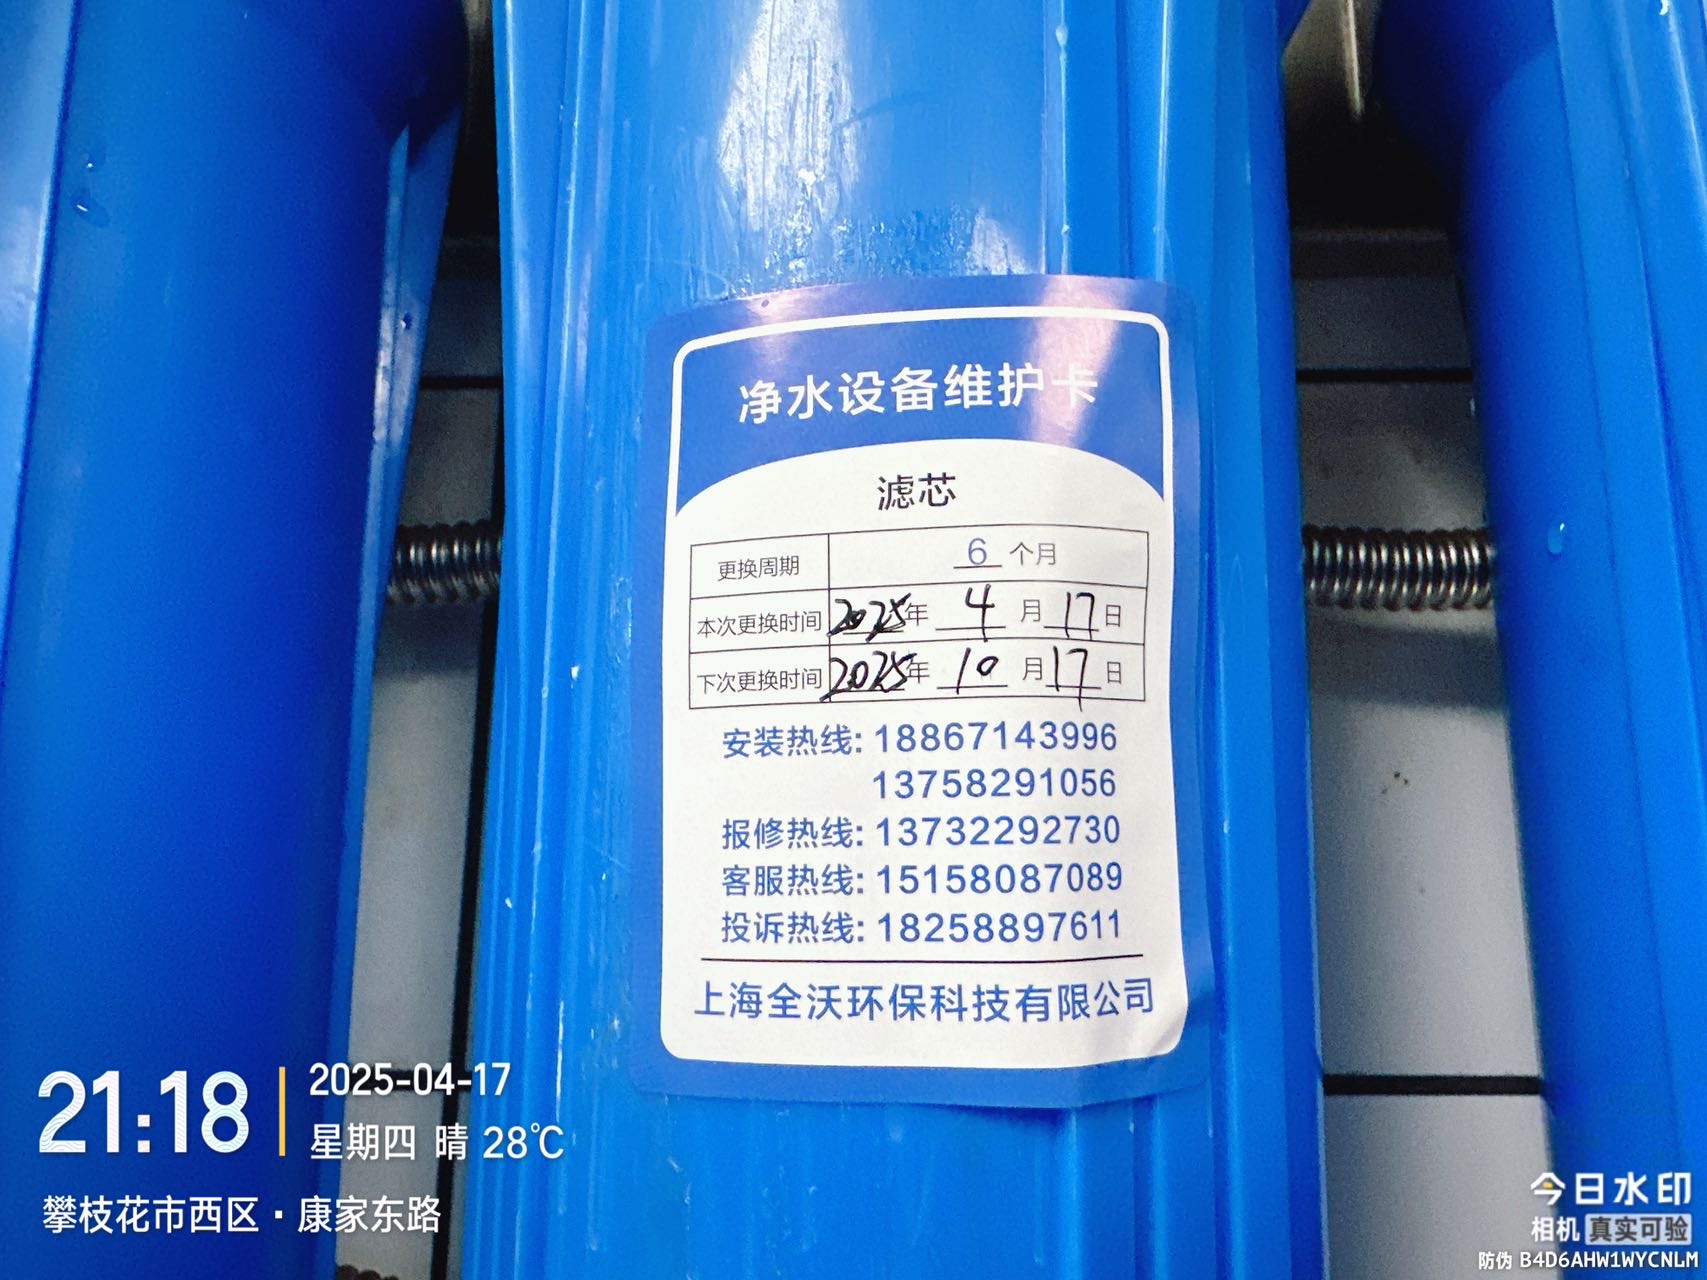 净水设备维护卡
滤芯
更换周期 6 个月
本次更换时间 2025年 4 月 17 日
下次更换时间 2025年 10 月 17 日
安装热线: 18867143996
13758291056
报修热线: 13732292730
客服热线: 15158087089
投诉热线: 18258897611
上海全沃环保科技有限公司
21:18
2025-04-17
星期四 晴 28℃
攀枝花市西区·康家东路
今日水印
相机 真实可验
防伪 B4D6AHW1WYCNLM